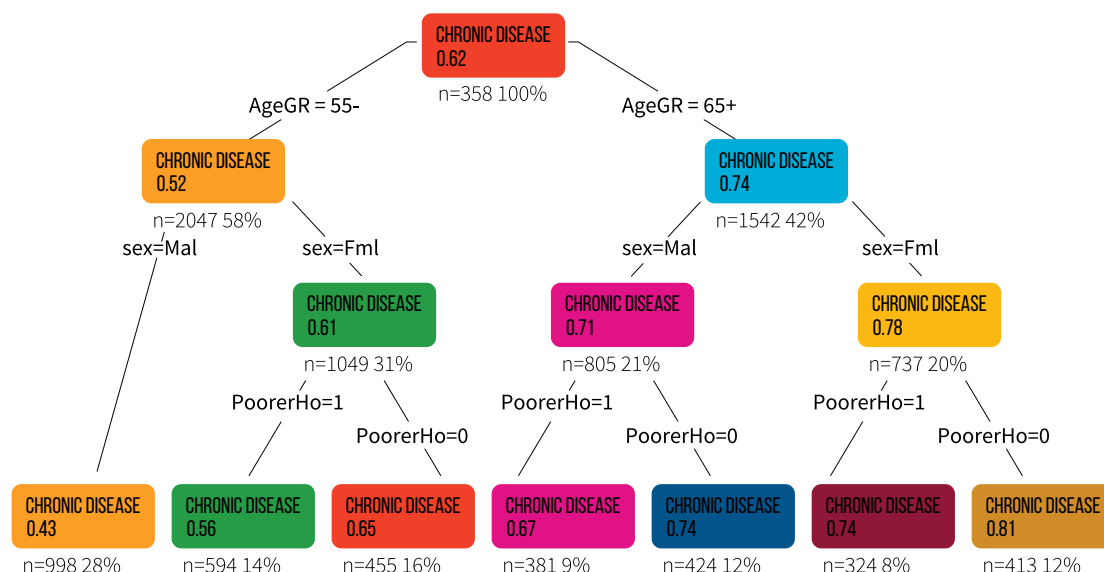 CHRONIC DISEASE
0.62
n=358 100%
AgeGR = 55-
AgeGR = 65+
CHRONIC DISEASE
0.52
n=2047 58%
CHRONIC DISEASE
0.74
n=1542 42%
sex=Mal
sex=Fml
sex=Mal
sex=Fml
CHRONIC DISEASE
0.61
n=1049 31%
CHRONIC DISEASE
0.71
n=805 21%
CHRONIC DISEASE
0.78
n=737 20%
PoorerHo=1
PoorerHo=0
PoorerHo=1
PoorerHo=0
PoorerHo=1
PoorerHo=0
CHRONIC DISEASE
0.43
n=998 28%
CHRONIC DISEASE
0.56
n=594 14%
CHRONIC DISEASE
0.65
n=455 16%
CHRONIC DISEASE
0.67
n=381 9%
CHRONIC DISEASE
0.74
n=424 12%
CHRONIC DISEASE
0.74
n=324 8%
CHRONIC DISEASE
0.81
n=413 12%